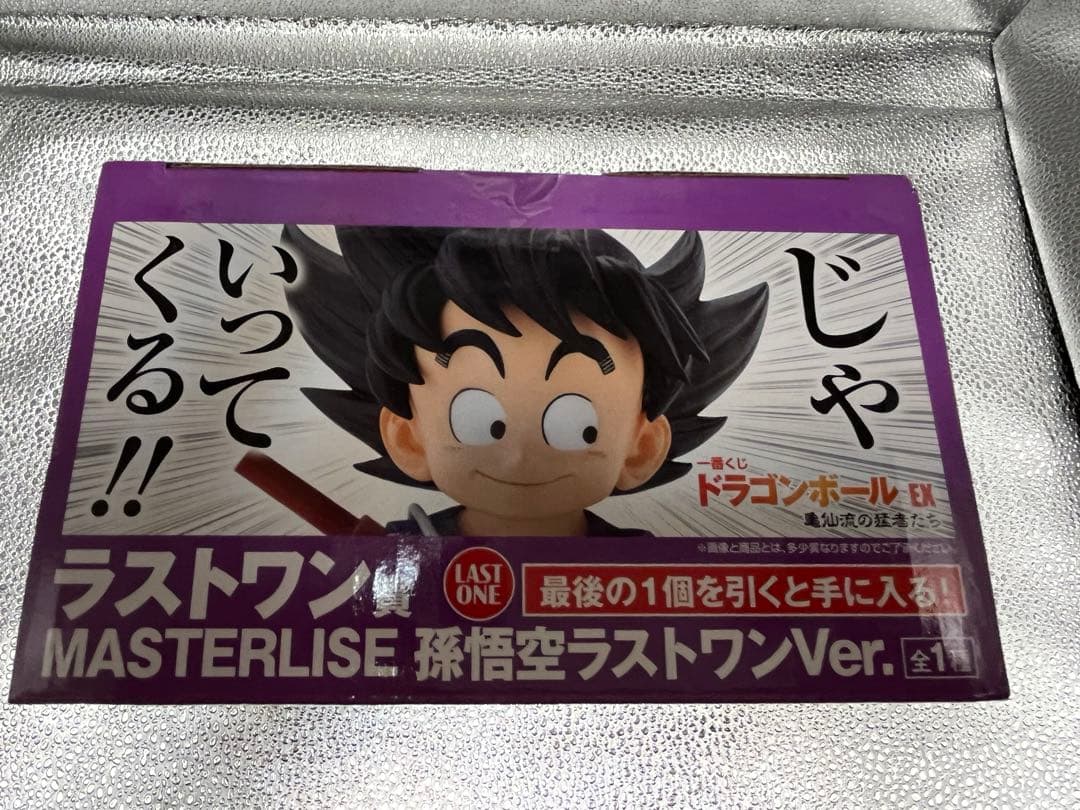 じゃ
いって
くる!!
一番くじ
ドラゴンボール EX
亀仙流の猛者たち
※画像と商品とは、多少異なりますのでご了承ください。
ラストワン賞
LAST
ONE
最後の1個を引くと手に入る!
MASTERLISE 孫悟空ラストワンVer.
全1種